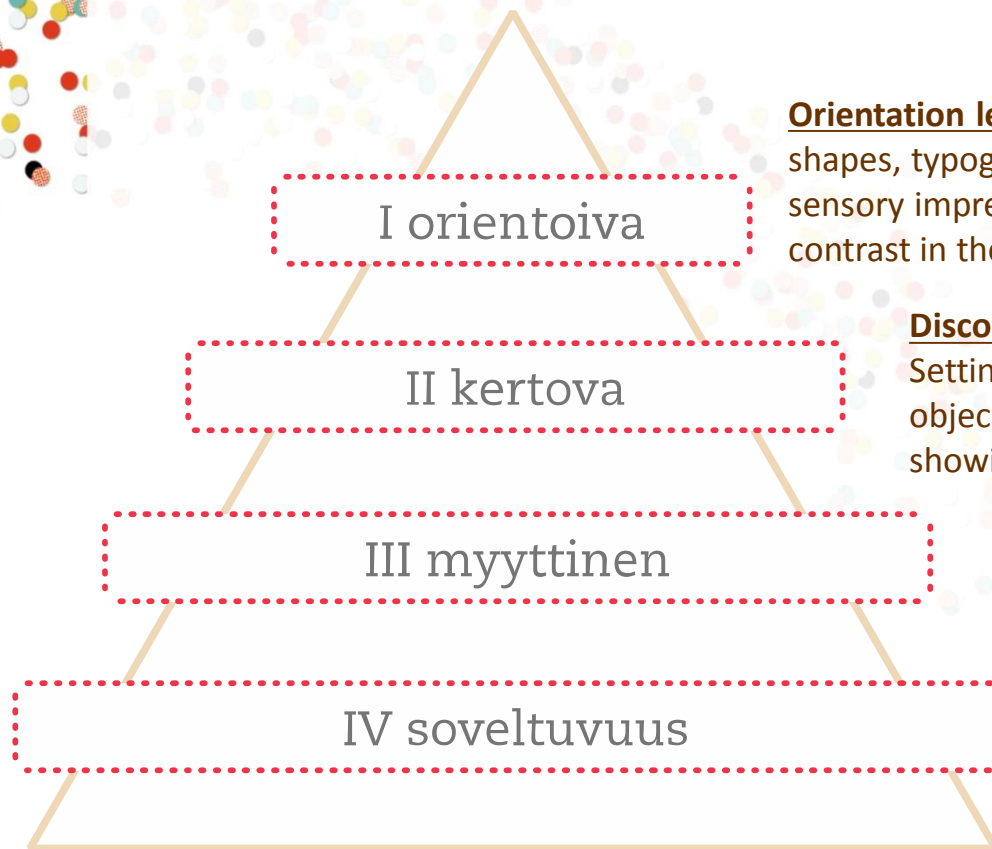 I orientoiva
II kertova
III myyttinen
IV soveltuvuus
Orientation le
shapes, typog
sensory impre
contrast in the
Disco
Settin
objec
showi